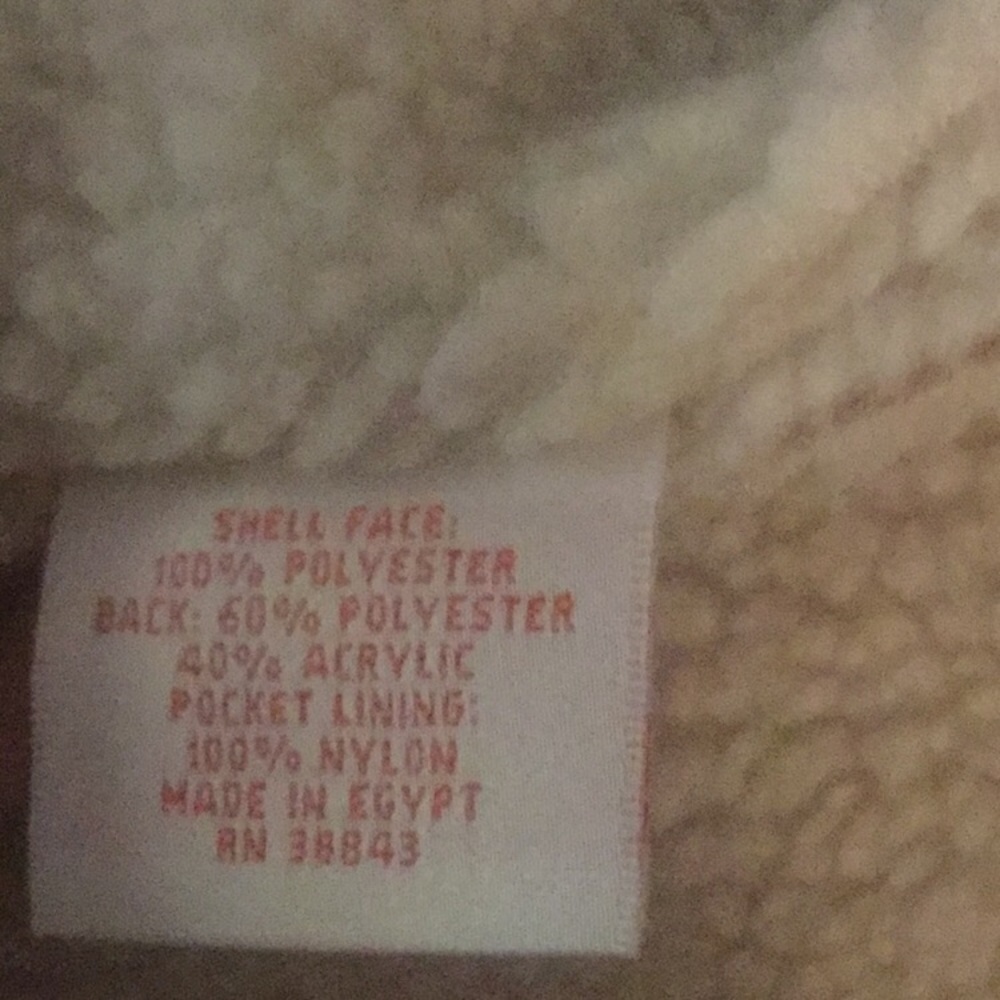 SHELL FACE:
100% POLYESTER
BACK: 60% POLYESTER
40% ACRYLIC
POCKET LINING:
100% NYLON
MADE IN EGYPT
RN 38843